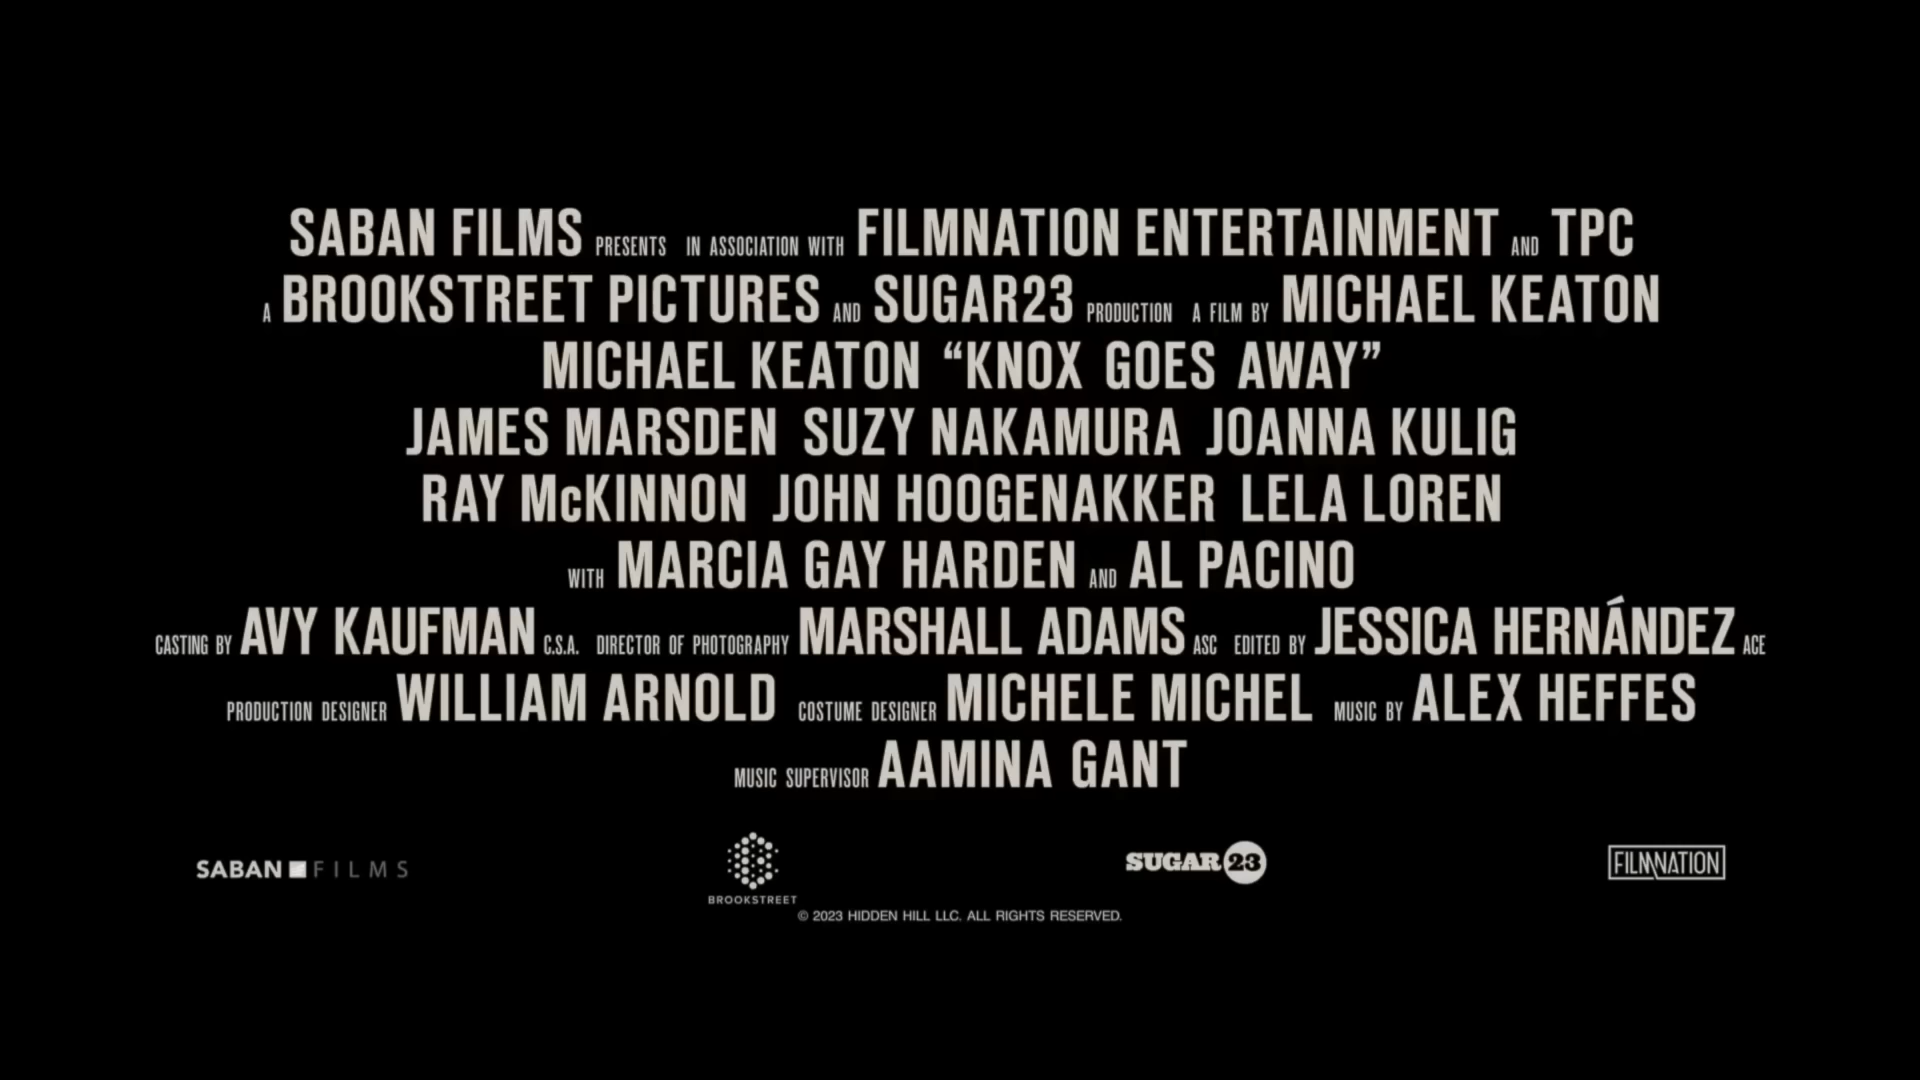 SABAN FILMS PRESENTS IN ASSOCIATION WITH FILMNATION ENTERTAINMENT AND TPC
A BROOKSTREET PICTURES AND SUGAR23 PRODUCTION A FILM BY MICHAEL KEATON
MICHAEL KEATON “KNOX GOES AWAY”
JAMES MARSDEN SUZY NAKAMURA JOANNA KULIG
RAY McKINNON JOHN HOOGENAKKER LELA LOREN
WITH MARCIA GAY HARDEN AND AL PACINO
CASTING BY AVY KAUFMAN C.S.A. DIRECTOR OF PHOTOGRAPHY MARSHALL ADAMS ASC EDITED BY JESSICA HERNÁNDEZ ACE
PRODUCTION DESIGNER WILLIAM ARNOLD COSTUME DESIGNER MICHELE MICHEL MUSIC BY ALEX HEFFES
MUSIC SUPERVISOR AAMINA GANT
SABAN FILMS
BROOKSTREET
SUGAR 23
FILMNATION
© 2023 HIDDEN HILL LLC. ALL RIGHTS RESERVED.